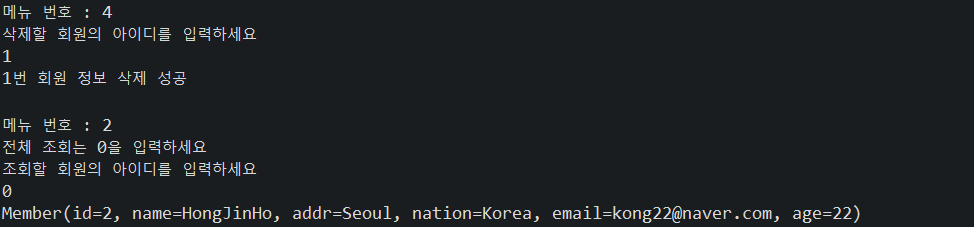 메뉴 번호 : 4
삭제할 회원의 아이디를 입력하세요
1
1번 회원 정보 삭제 성공
메뉴 번호 : 2
전체 조회는 0을 입력하세요
조회할 회원의 아이디를 입력하세요
0
Member(id=2, name=HongJinHo, addr=Seoul, nation=Korea, email=kong22@naver.com, age=22)